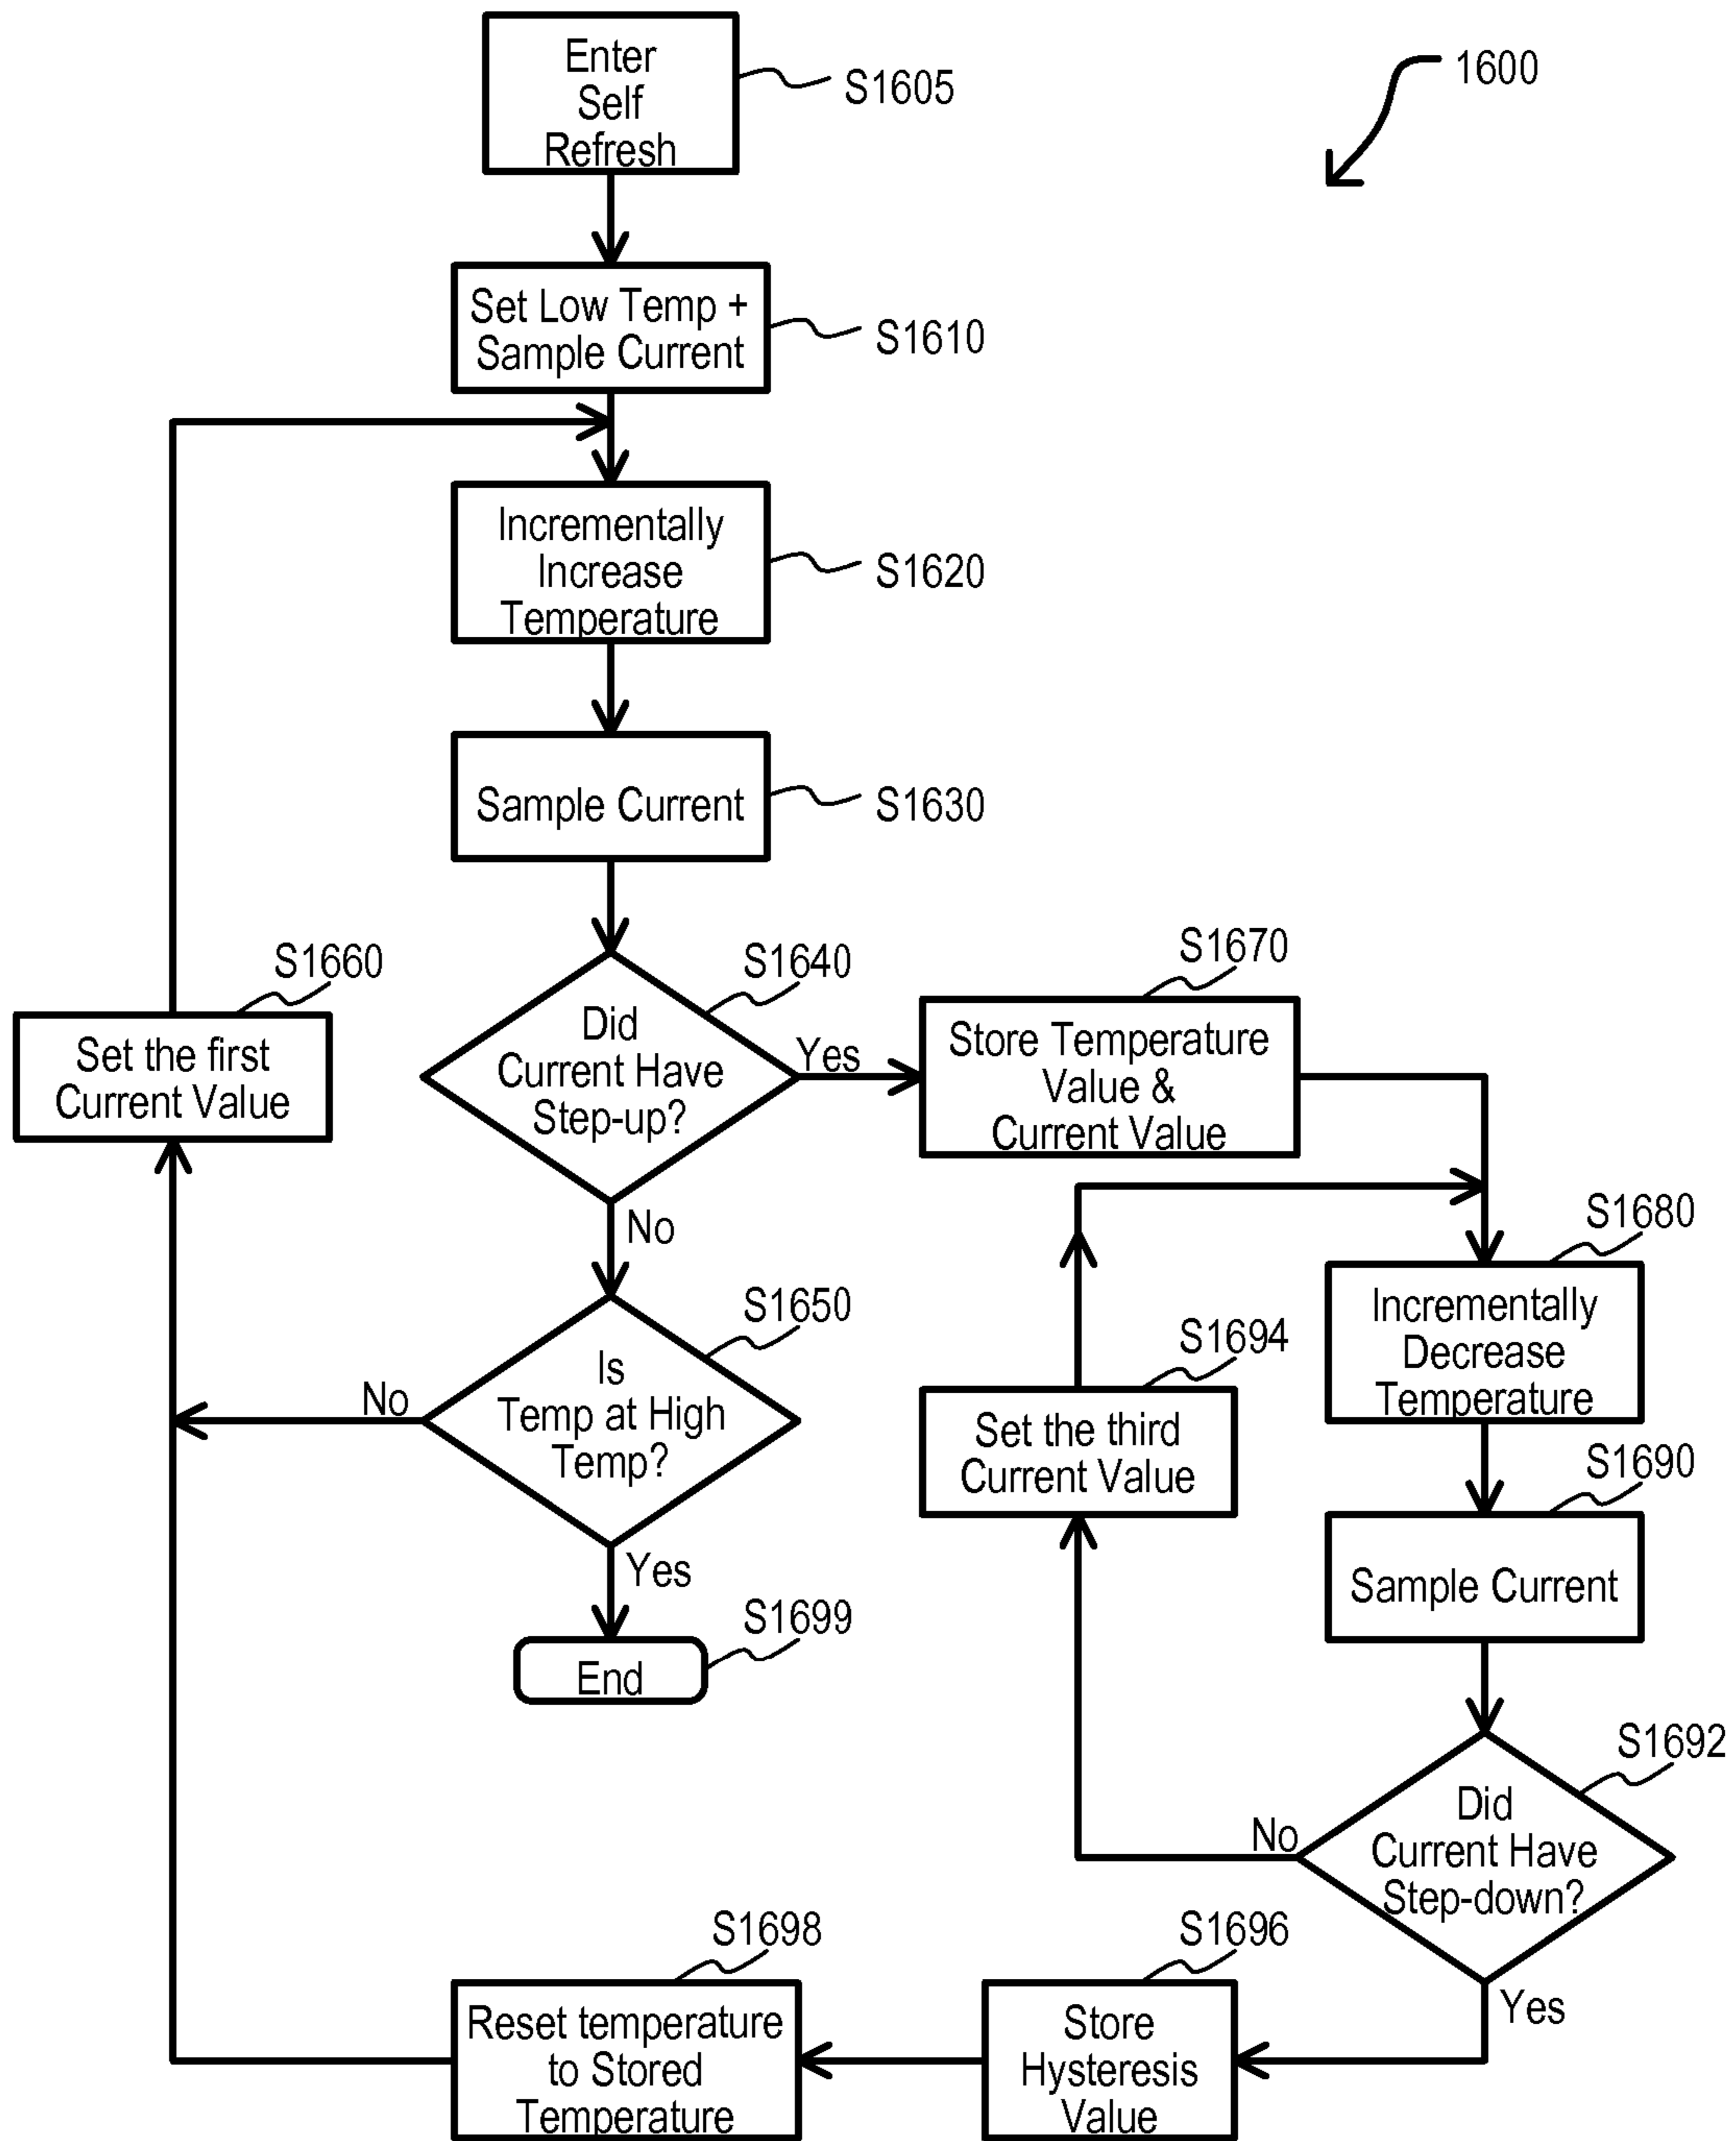 Enter
Self
Refresh
S1605
1600
Set Low Temp +
Sample Current
S1610
Incrementally
Increase
Temperature
S1620
Sample Current
S1630
S1640
Did
Current Have
Step-up?
Yes
No
S1660
Set the first
Current Value
S1670
Store Temperature
Value &
Current Value
S1650
Is
Temp at High
Temp?
No
Yes
S1699
End
S1680
Incrementally
Decrease
Temperature
S1694
Set the third
Current Value
S1690
Sample Current
S1692
Did
Current Have
Step-down?
No
Yes
S1698
Reset temperature
to Stored
Temperature
S1696
Store
Hysteresis
Value